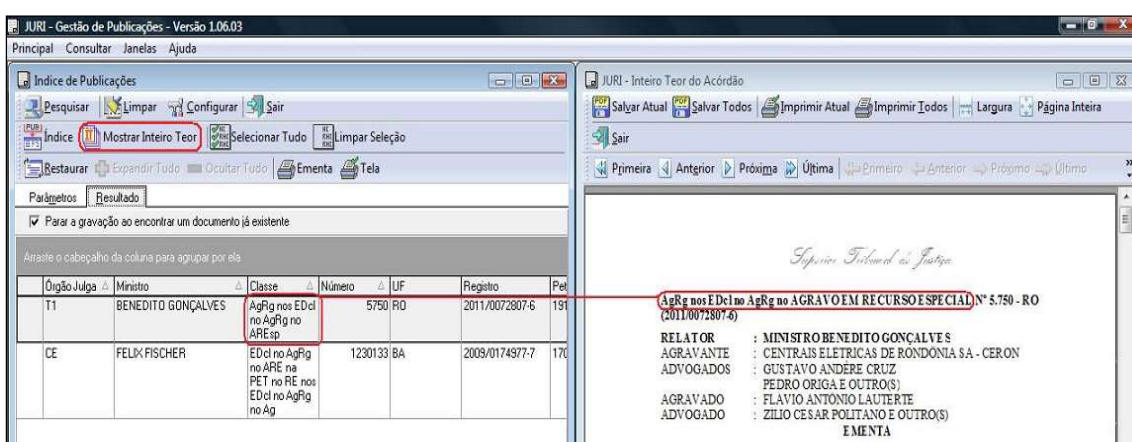 JURI - Gestão de Publicações - Versão 1.06.03
Principal Consultar Janelas Ajuda
Indice de Publicações
Pesquisar Limpar Configurar Sair
Índice Mostrar Inteiro Teor Selecionar Tudo Limpar Seleção
Restaurar Expandir Tudo Ocultar Tudo Ementa Tela
Parâmetros Resultado
Parar a gravação ao encontrar um documento já existente
Arraste o cabeçalho da coluna para agrupar por ela
Órgão Julga Ministro Classe Número UF Registro Pet
T1 BENEDITO GONÇALVES AgRg nos EDcl 5750 RO 2011/0072807-6 191
no AgRg no
AREsp
CE FELIX FISCHER EDcl no AgRg 1230133 BA 2009/0174977-7 170
no ARE na
PET no RE nos
EDcl no AgRg
no Ag
JURI - Inteiro Teor do Acórdão
Salvar Atual Salvar Todos Imprimir Atual Imprimir Todos Largura Página Inteira
Sair
Primeira Anterior Próxima Última Primeiro Anterior Próximo Último
Superior Tribunal de Justiça
AgRg nos EDcl no AgRg no AGRAVO EM RECURSO ESPECIAL Nº 5.750 - RO
(2011/0072807-6)
RELATOR : MINISTRO BENEDITO GONÇALVES
AGRAVANTE : CENTRAIS ELETRICAS DE RONDÔNIA SA - CERON
ADVOGADOS : GUSTAVO ANDÈRE CRUZ
PEDRO ORIGA E OUTRO(S)
AGRAVADO : FLAVIO ANTÔNIO LAUTERTE
ADVOGADO : ZILIO CESAR POLITANO E OUTRO(S)
EMENTA